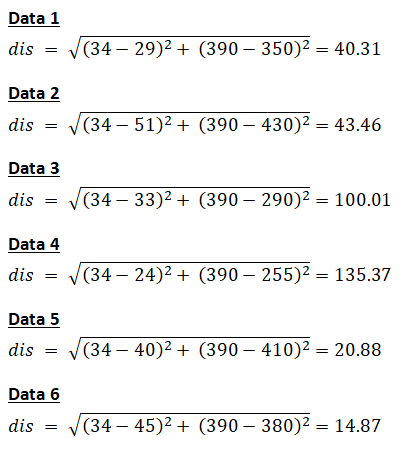 Data 1
dis = √(34 − 29)² + (390 − 350)² = 40.31
Data 2
dis = √(34 − 51)² + (390 − 430)² = 43.46
Data 3
dis = √(34 − 33)² + (390 − 290)² = 100.01
Data 4
dis = √(34 − 24)² + (390 − 255)² = 135.37
Data 5
dis = √(34 − 40)² + (390 − 410)² = 20.88
Data 6
dis = √(34 − 45)² + (390 − 380)² = 14.87